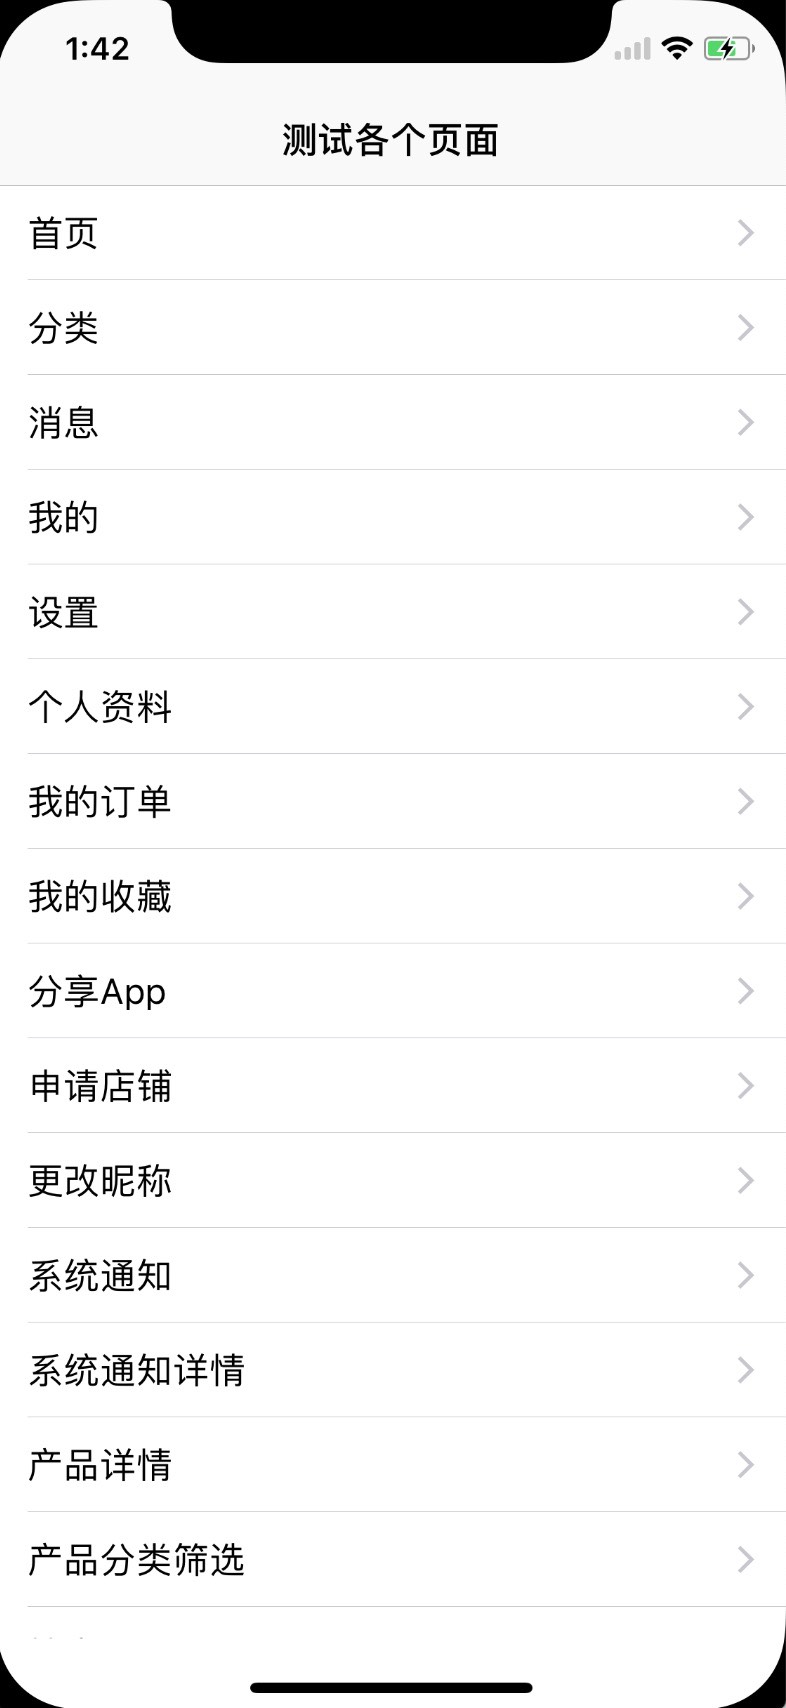 1:42
测试各个页面
首页
分类
消息
我的
设置
个人资料
我的订单
我的收藏
分享App
申请店铺
更改昵称
系统通知
系统通知详情
产品详情
产品分类筛选